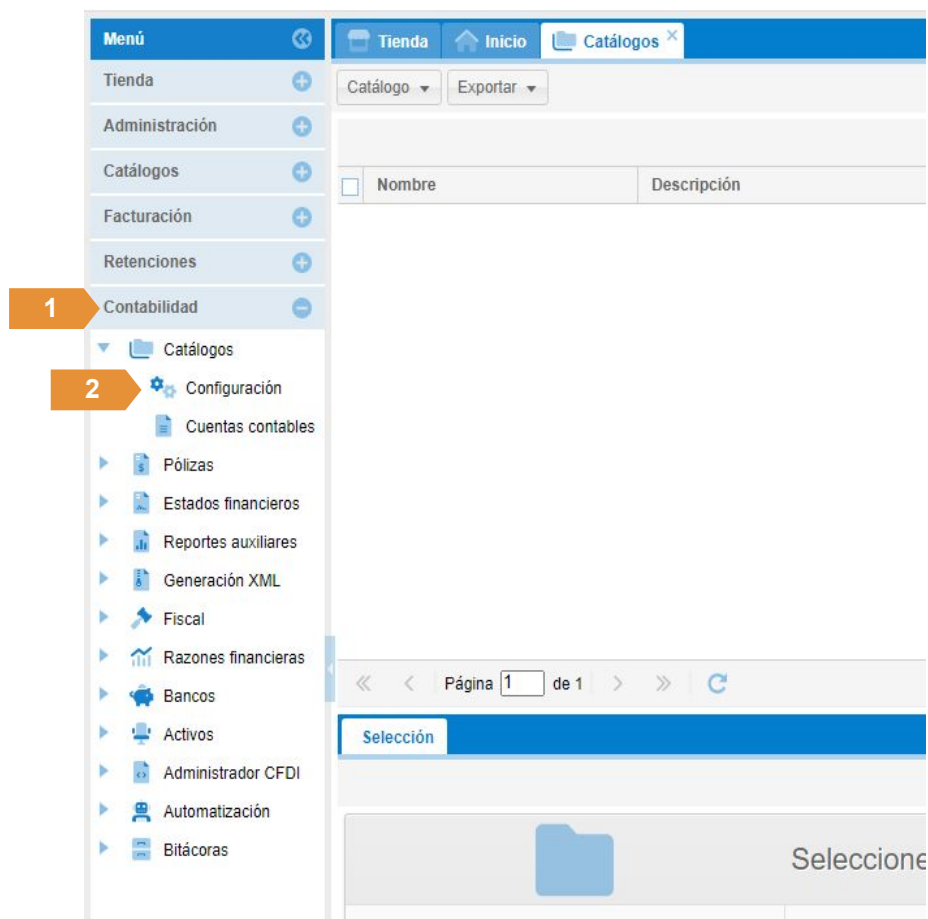 Menú
Tienda
Inicio
Catálogos
Tienda
Catálogo
Exportar
Administración
Catálogos
Nombre
Descripción
Facturación
Retenciones
1
Contabilidad
Catálogos
2
Configuración
Cuentas contables
Pólizas
Estados financieros
Reportes auxiliares
Generación XML
Fiscal
Razones financieras
Página 1 de 1
Bancos
Activos
Selección
Administrador CFDI
Automatización
Bitácoras
Seleccione